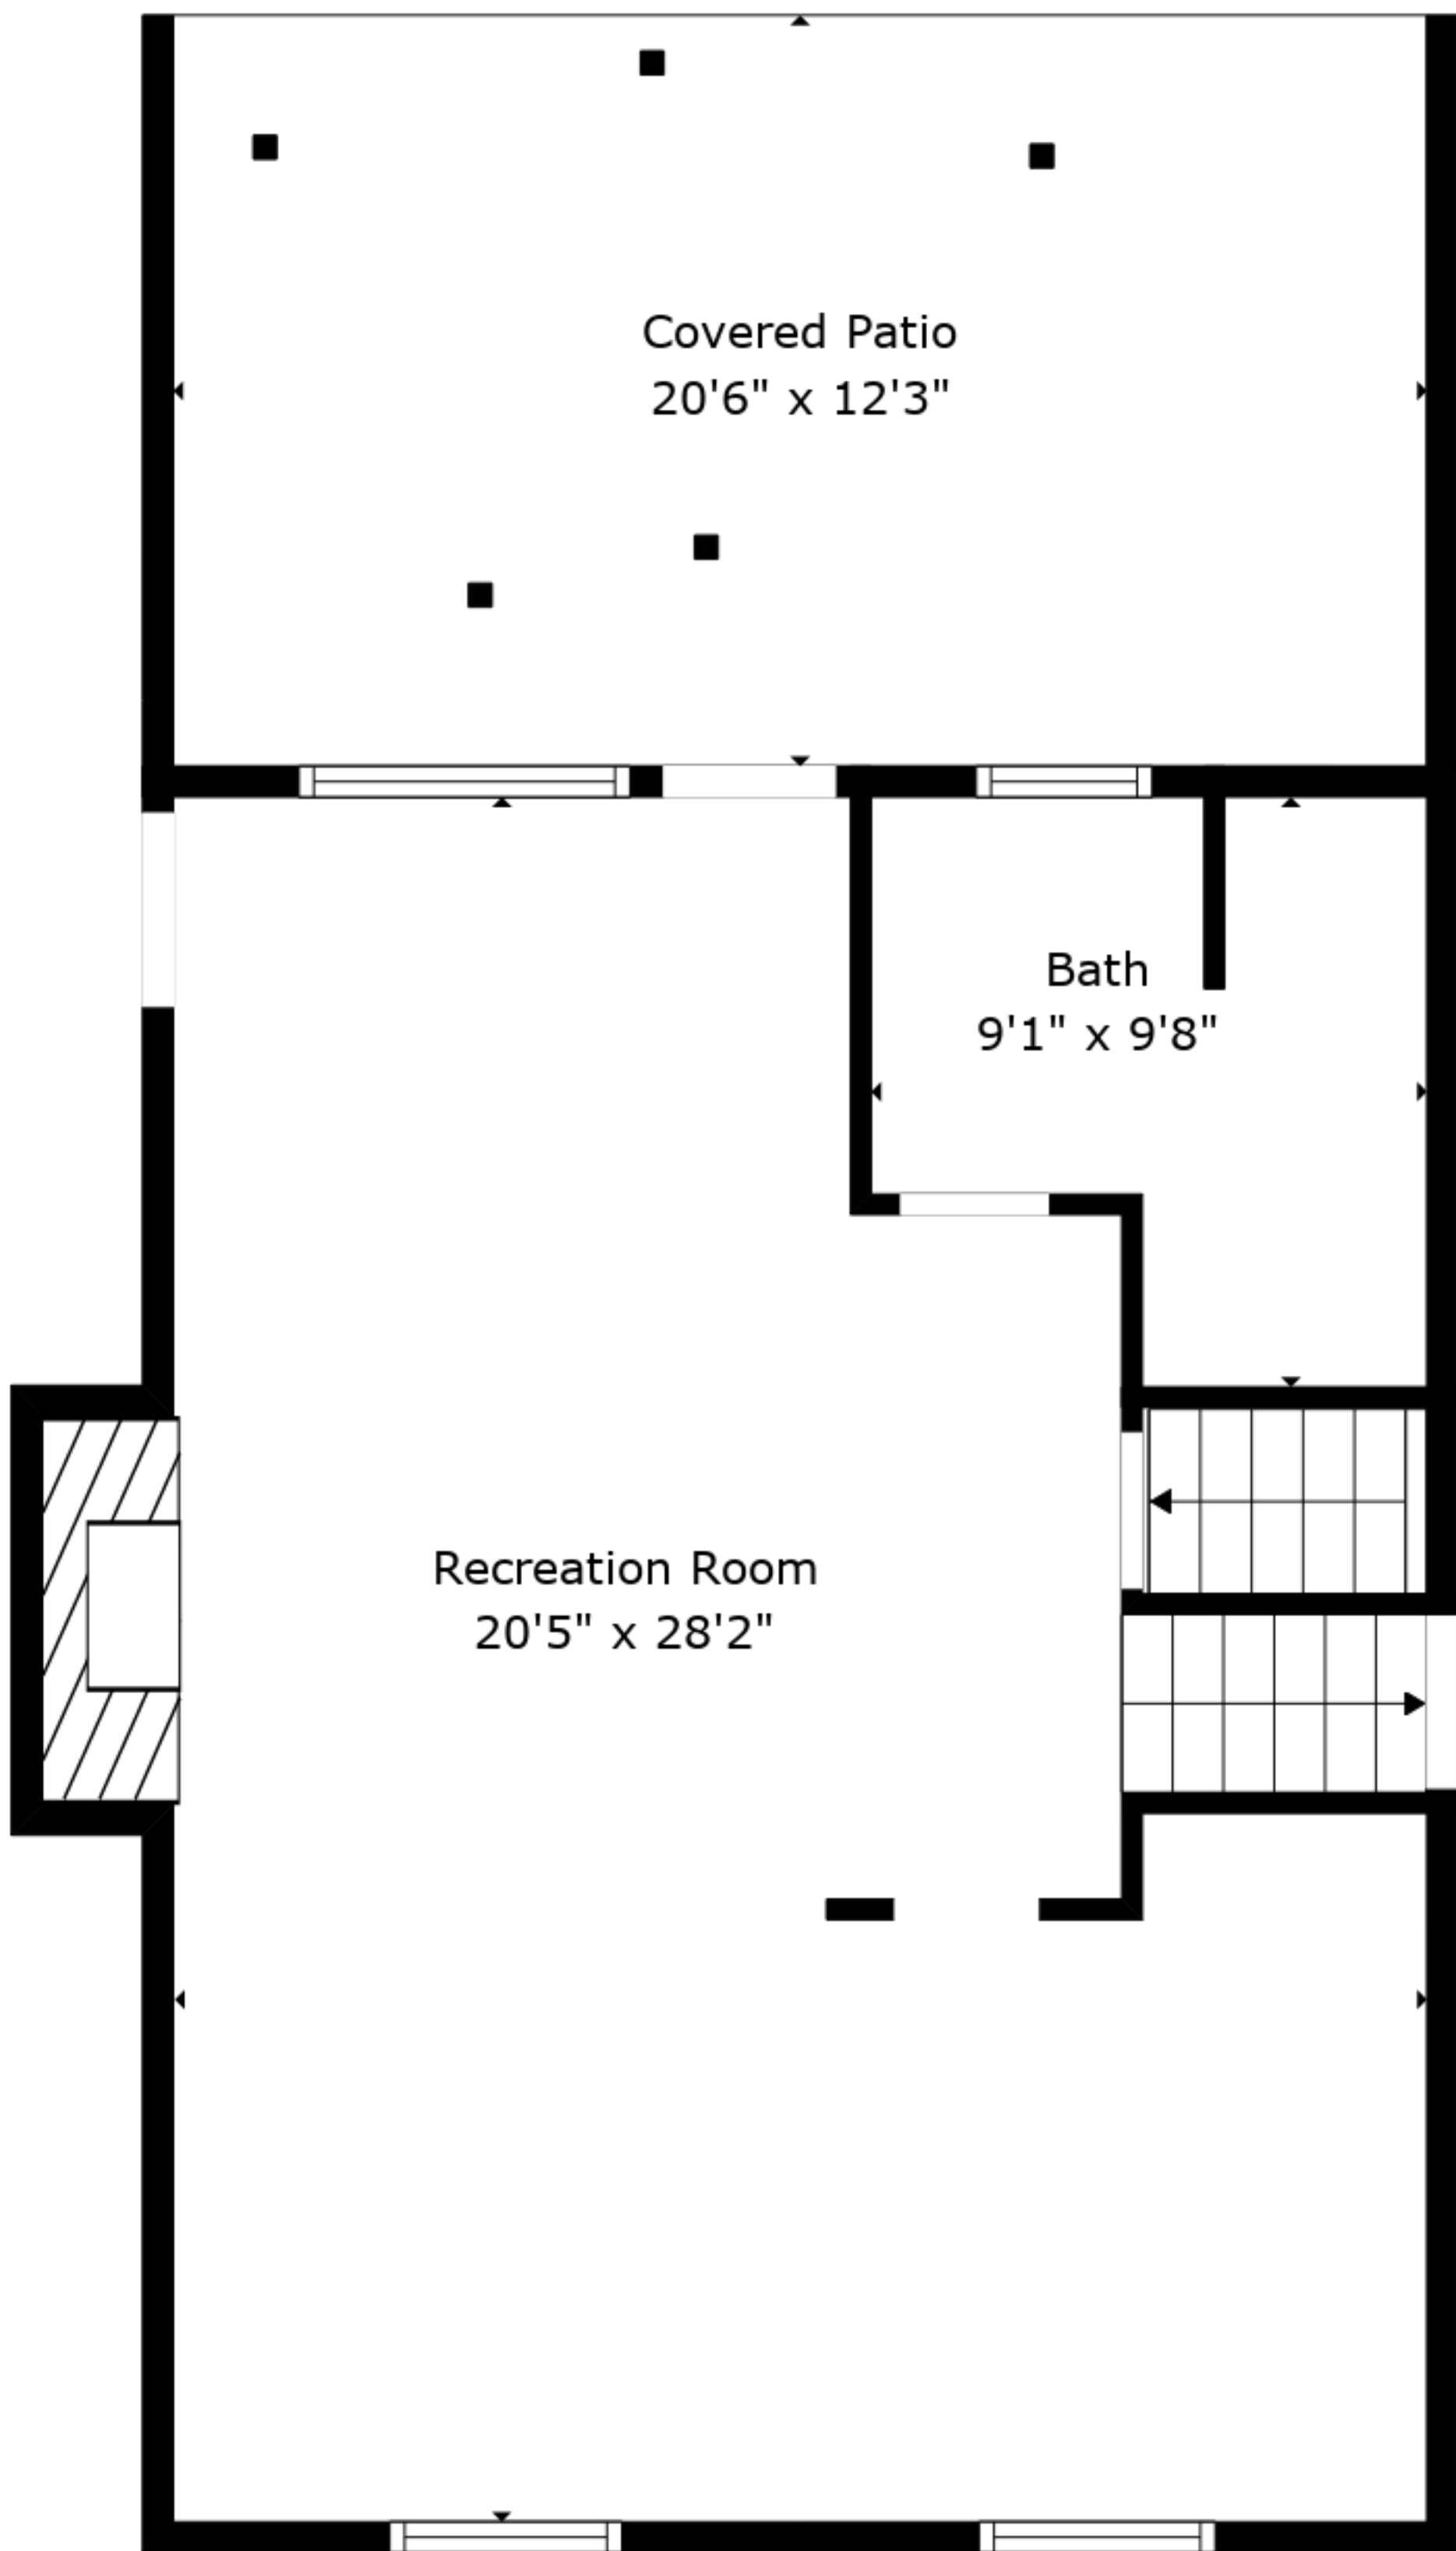 Covered Patio
20'6" x 12'3"
Bath
9'1" x 9'8"
Recreation Room
20'5" x 28'2"